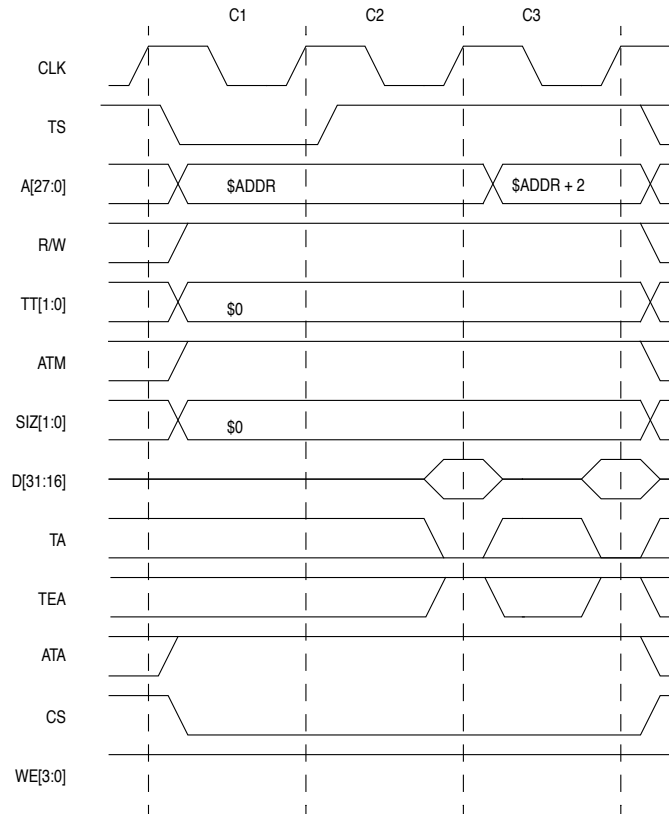 C1 C2 C3
CLK
TS
A[27:0] $ADDR $ADDR + 2
R/W
TT[1:0] $0
ATM
SIZ[1:0] $0
D[31:16]
TA
TEA
ATA
CS
WE[3:0]